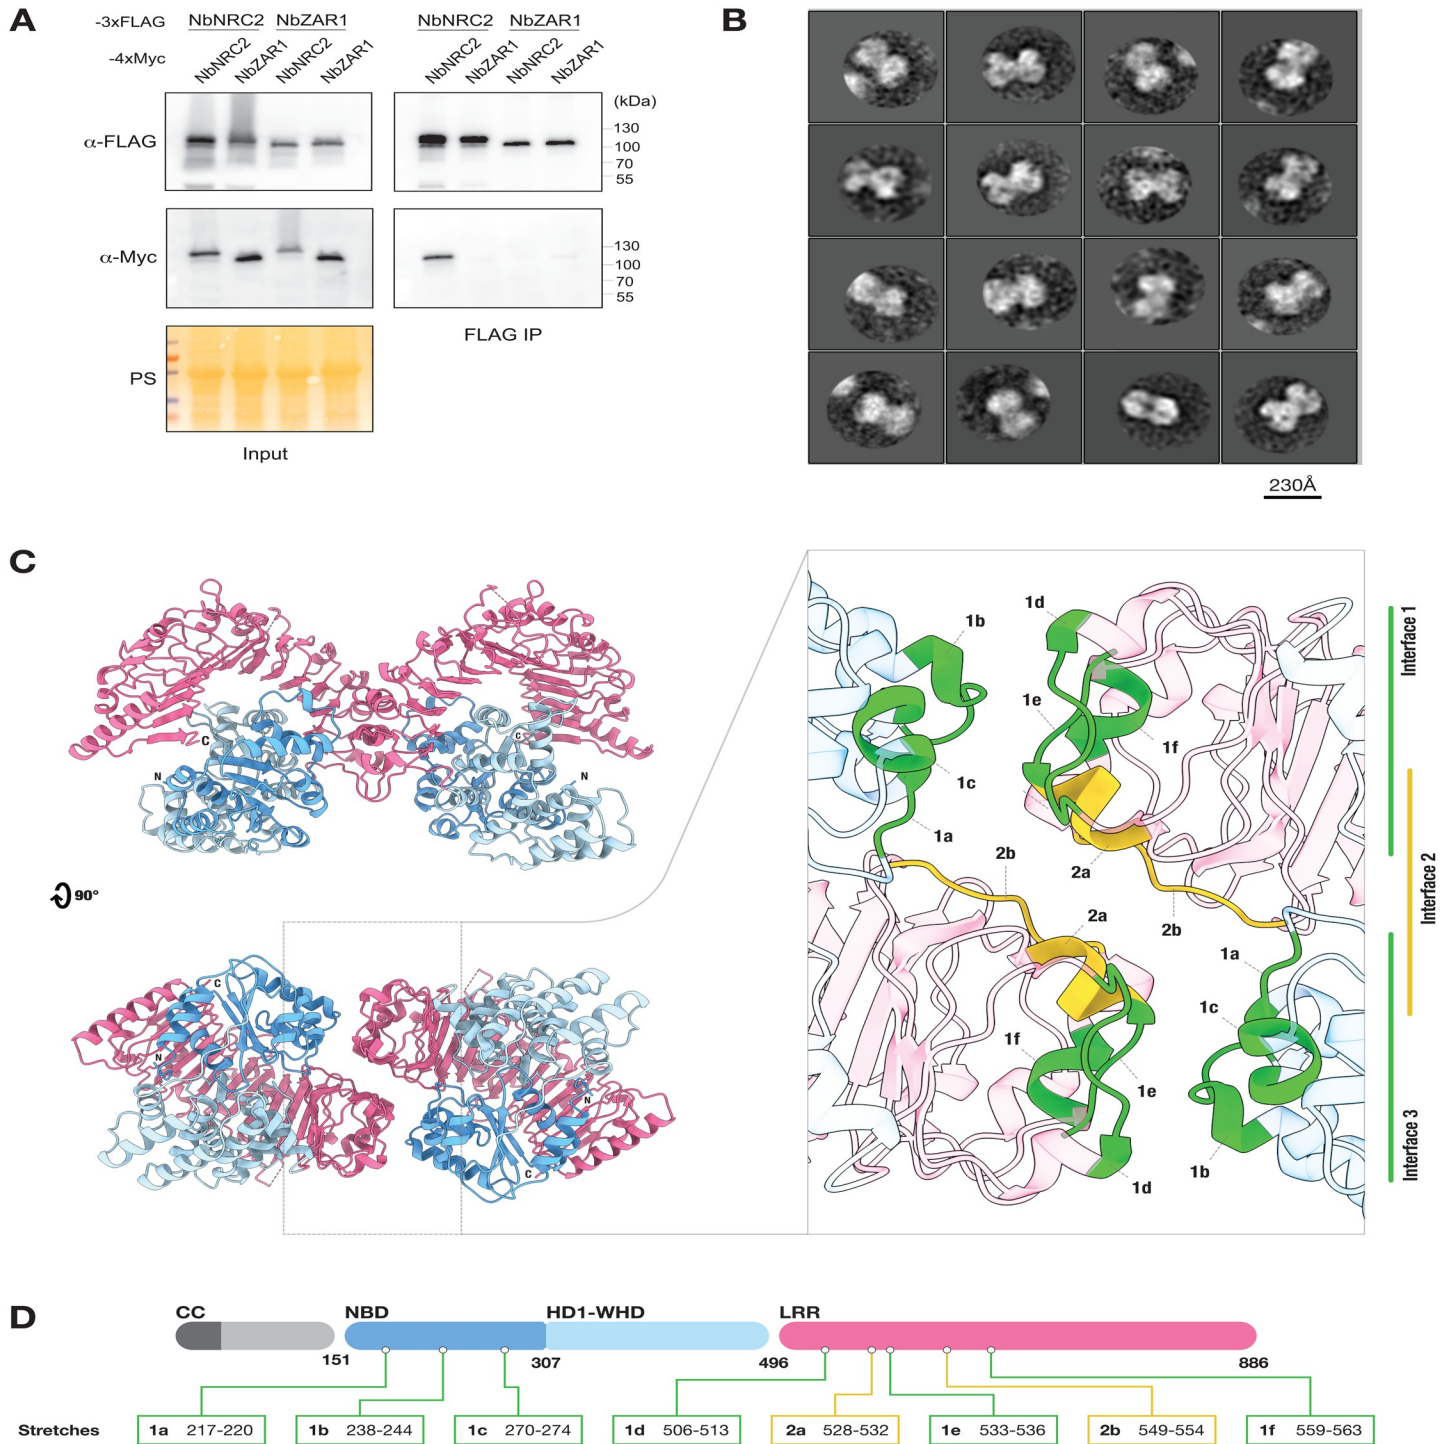 A
-3xFLAG NbNRC2 NbZAR1 NbNRC2 NbZAR1
-4xMyc NbNRC2 NbZAR1 NbNRC2 NbZAR1 NbNRC2 NbZAR1 NbNRC2 NbZAR1
(kDa)
α-FLAG
130
100
70
55
α-Myc
130
100
70
55
PS
FLAG IP
Input
B
230Å
C
C
C
N
N
90°
C
N
N
C
1d
1b
1e
1f
1c
1a
2b
2a
2a
2b
1a
1c
1f
1e
1b
1d
Interface 1
Interface 2
Interface 3
D
CC NBD HD1-WHD LRR
151 307 496 886
Stretches 1a 217-220 1b 238-244 1c 270-274 1d 506-513 2a 528-532 1e 533-536 2b 549-554 1f 559-563